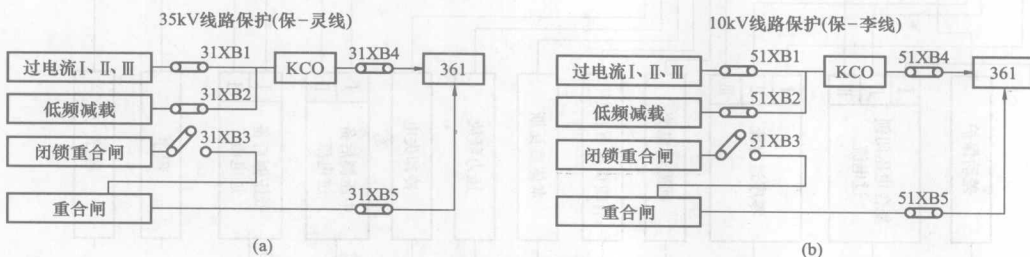 35kV线路保护(保-灵线)
过电流Ⅰ、Ⅱ、Ⅲ
31XB1
KCO
31XB4
361
低频减载
31XB2
闭锁重合闸
31XB3
重合闸
31XB5
(a)
10kV线路保护(保-李线)
过电流Ⅰ、Ⅱ、Ⅲ
51XB1
KCO
51XB4
361
低频减载
51XB2
闭锁重合闸
51XB3
重合闸
51XB5
(b)